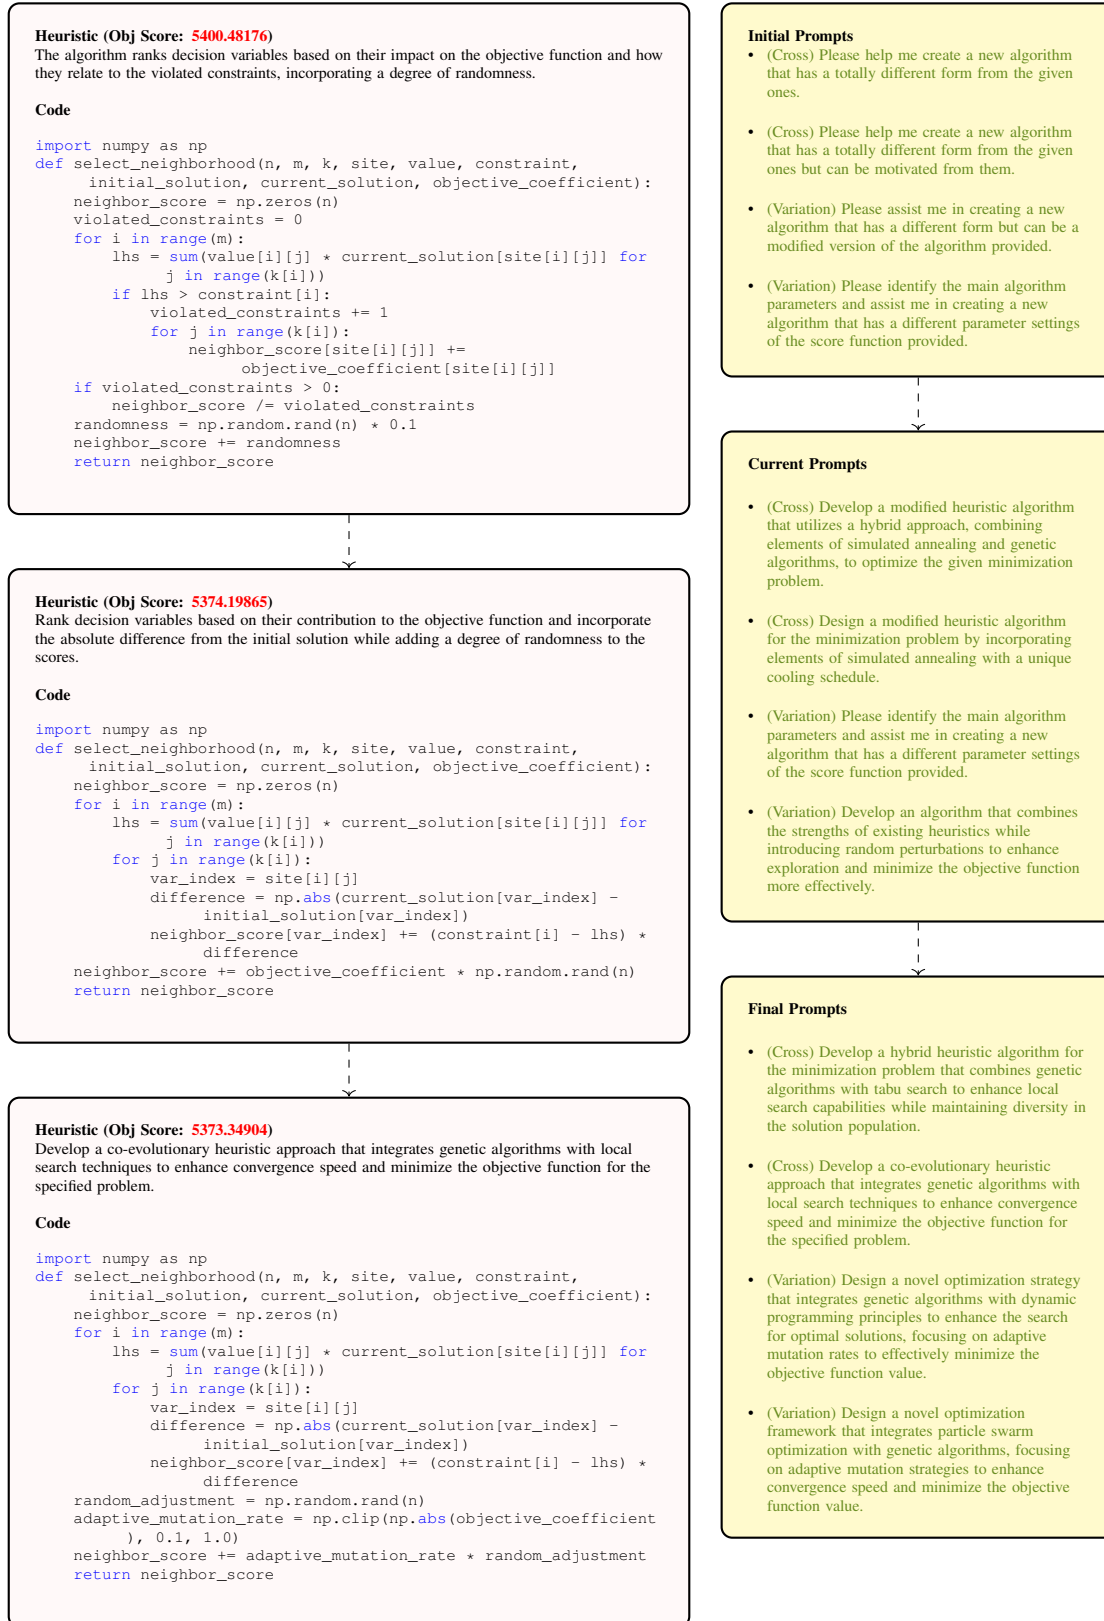 Heuristic (Obj Score: 5400.48176)
The algorithm ranks decision variables based on their impact on the objective function and how
they relate to the violated constraints, incorporating a degree of randomness.
Code
import numpy as np
def select_neighborhood(n, m, k, site, value, constraint,
initial_solution, current_solution, objective_coefficient):
neighbor_score = np.zeros(n)
violated_constraints = 0
for i in range(m):
lhs = sum(value[i][j] * current_solution[site[i][j]] for
j in range(k[i]))
if lhs > constraint[i]:
violated_constraints += 1
for j in range(k[i]):
neighbor_score[site[i][j]] +=
objective_coefficient[site[i][j]]
if violated_constraints > 0:
neighbor_score /= violated_constraints
randomness = np.random.rand(n) * 0.1
neighbor_score += randomness
return neighbor_score
Heuristic (Obj Score: 5374.19865)
Rank decision variables based on their contribution to the objective function and incorporate
the absolute difference from the initial solution while adding a degree of randomness to the
scores.
Code
import numpy as np
def select_neighborhood(n, m, k, site, value, constraint,
initial_solution, current_solution, objective_coefficient):
neighbor_score = np.zeros(n)
for i in range(m):
lhs = sum(value[i][j] * current_solution[site[i][j]] for
j in range(k[i]))
for j in range(k[i]):
var_index = site[i][j]
difference = np.abs(current_solution[var_index] -
initial_solution[var_index])
neighbor_score[var_index] += (constraint[i] - lhs) *
difference
neighbor_score += objective_coefficient * np.random.rand(n)
return neighbor_score
Heuristic (Obj Score: 5373.34904)
Develop a co-evolutionary heuristic approach that integrates genetic algorithms with local
search techniques to enhance convergence speed and minimize the objective function for the
specified problem.
Code
import numpy as np
def select_neighborhood(n, m, k, site, value, constraint,
initial_solution, current_solution, objective_coefficient):
neighbor_score = np.zeros(n)
for i in range(m):
lhs = sum(value[i][j] * current_solution[site[i][j]] for
j in range(k[i]))
for j in range(k[i]):
var_index = site[i][j]
difference = np.abs(current_solution[var_index] -
initial_solution[var_index])
neighbor_score[var_index] += (constraint[i] - lhs) *
difference
random_adjustment = np.random.rand(n)
adaptive_mutation_rate = np.clip(np.abs(objective_coefficient
), 0.1, 1.0)
neighbor_score += adaptive_mutation_rate * random_adjustment
return neighbor_score
Initial Prompts
• (Cross) Please help me create a new algorithm
that has a totally different form from the given
ones.
• (Cross) Please help me create a new algorithm
that has a totally different form from the given
ones but can be motivated from them.
• (Variation) Please assist me in creating a new
algorithm that has a different form but can be a
modified version of the algorithm provided.
• (Variation) Please identify the main algorithm
parameters and assist me in creating a new
algorithm that has a different parameter settings
of the score function provided.
Current Prompts
• (Cross) Develop a modified heuristic algorithm
that utilizes a hybrid approach, combining
elements of simulated annealing and genetic
algorithms, to optimize the given minimization
problem.
• (Cross) Design a modified heuristic algorithm
for the minimization problem by incorporating
elements of simulated annealing with a unique
cooling schedule.
• (Variation) Please identify the main algorithm
parameters and assist me in creating a new
algorithm that has a different parameter settings
of the score function provided.
• (Variation) Develop an algorithm that combines
the strengths of existing heuristics while
introducing random perturbations to enhance
exploration and minimize the objective function
more effectively.
Final Prompts
• (Cross) Develop a hybrid heuristic algorithm for
the minimization problem that combines genetic
algorithms with tabu search to enhance local
search capabilities while maintaining diversity in
the solution population.
• (Cross) Develop a co-evolutionary heuristic
approach that integrates genetic algorithms with
local search techniques to enhance convergence
speed and minimize the objective function for
the specified problem.
• (Variation) Design a novel optimization strategy
that integrates genetic algorithms with dynamic
programming principles to enhance the search
for optimal solutions, focusing on adaptive
mutation rates to effectively minimize the
objective function value.
• (Variation) Design a novel optimization
framework that integrates particle swarm
optimization with genetic algorithms, focusing
on adaptive mutation strategies to enhance
convergence speed and minimize the objective
function value.